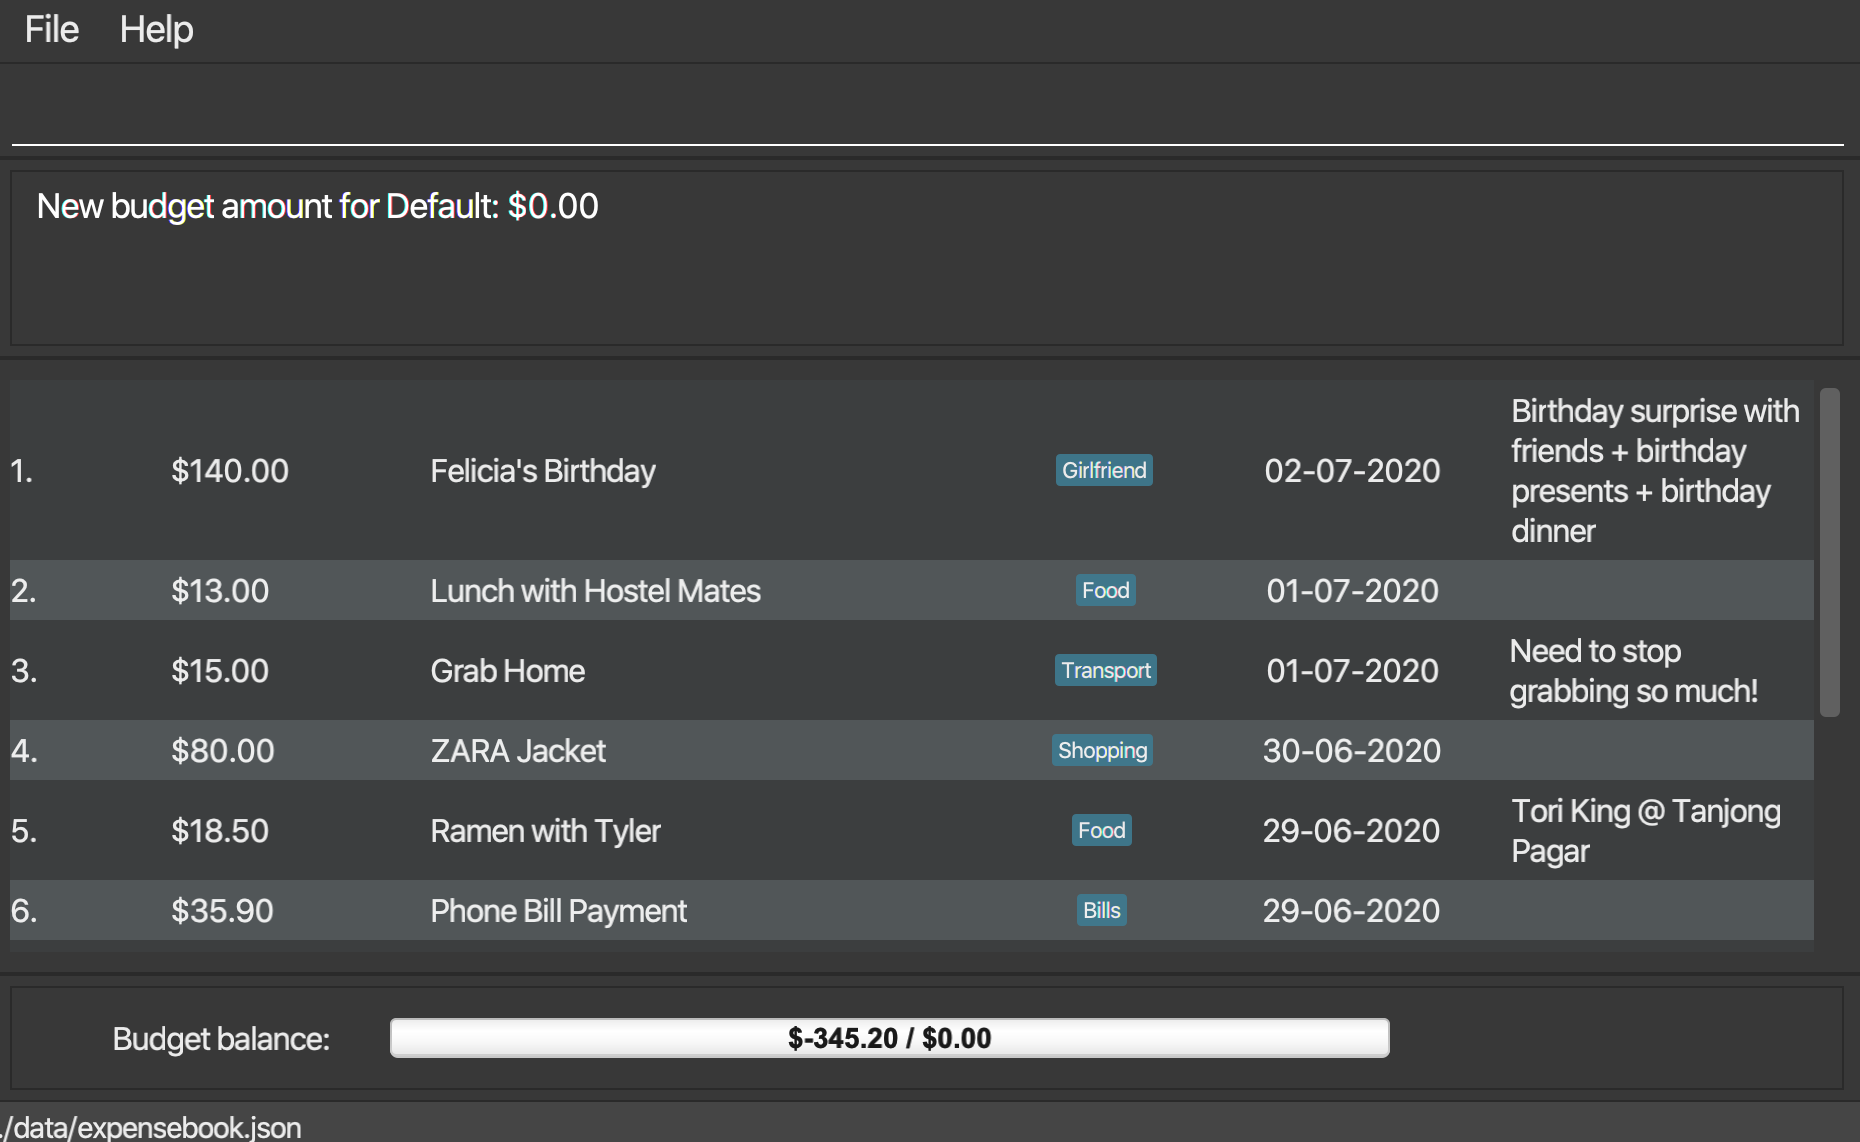 File Help
New budget amount for Default: $0.00
1. $140.00 Felicia's Birthday Girlfriend 02-07-2020 Birthday surprise with
friends + birthday
presents + birthday
dinner
2. $13.00 Lunch with Hostel Mates Food 01-07-2020
3. $15.00 Grab Home Transport 01-07-2020 Need to stop
grabbing so much!
4. $80.00 ZARA Jacket Shopping 30-06-2020
5. $18.50 Ramen with Tyler Food 29-06-2020 Tori King @ Tanjong
Pagar
6. $35.90 Phone Bill Payment Bills 29-06-2020
Budget balance: $-345.20 / $0.00
./data/expensebook.json